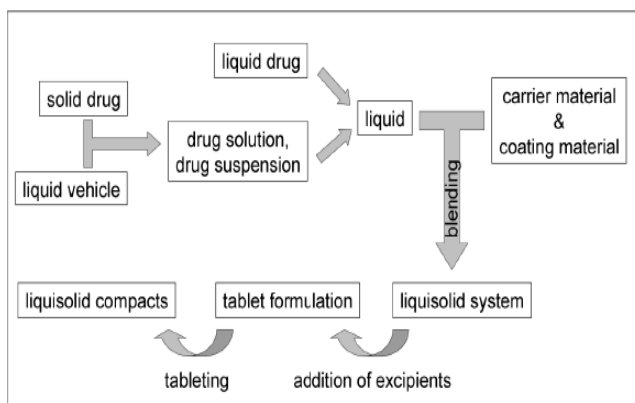 liquid drug
solid drug
liquid vehicle
drug solution,
drug suspension
liquid
carrier material
&
coating material
blending
liquisolid system
addition of excipients
tablet formulation
tableting
liquisolid compacts